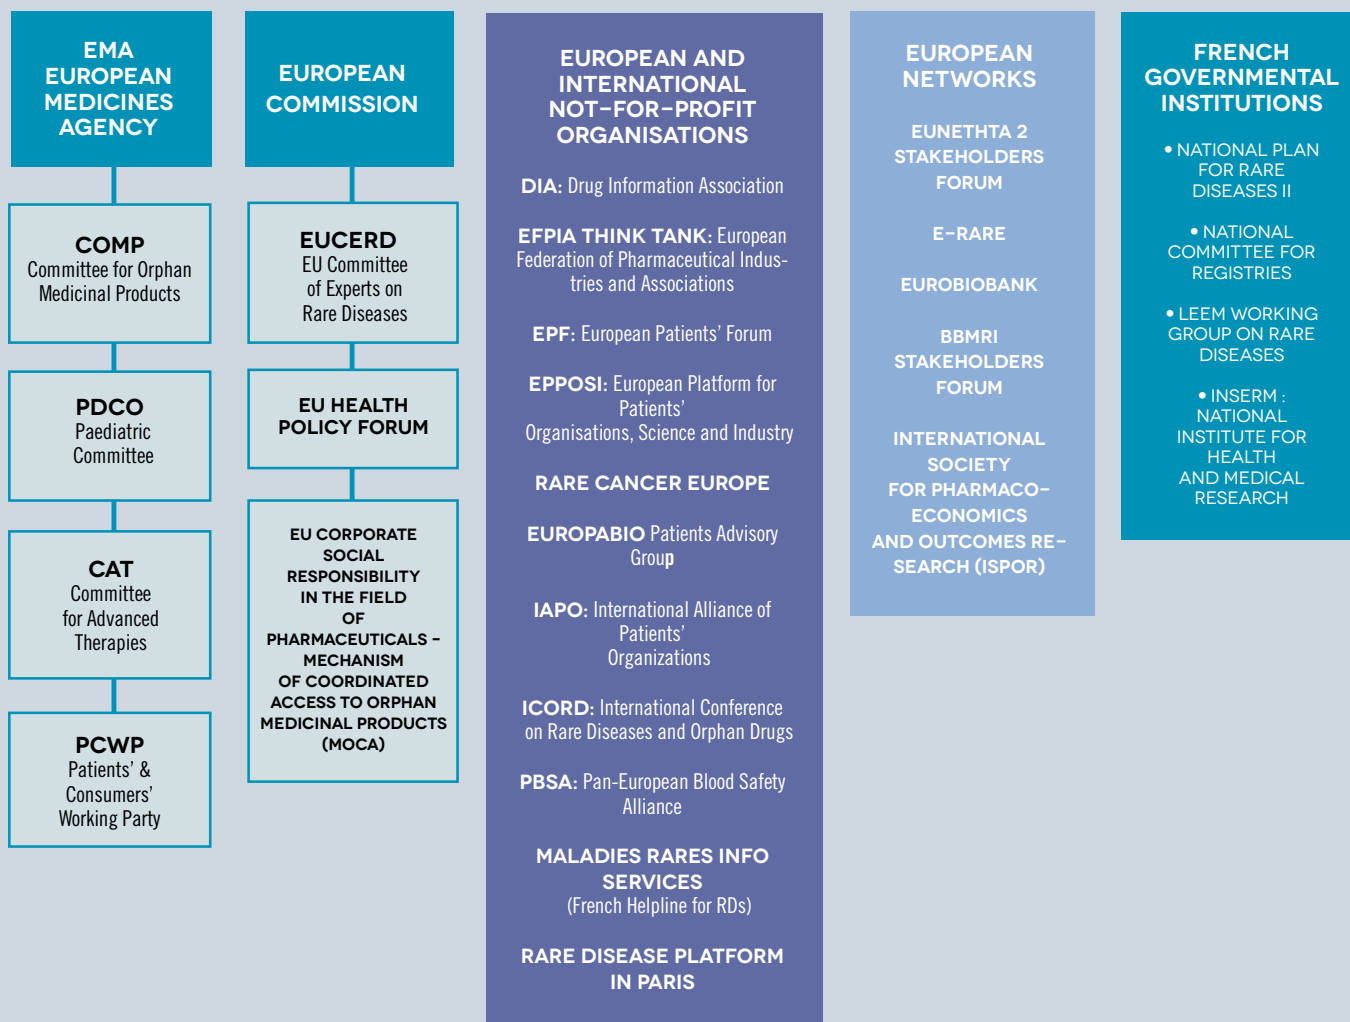 EMA
EUROPEAN
MEDICINES
AGENCY
COMP
Committee for Orphan
Medicinal Products
PDCO
Paediatric
Committee
CAT
Committee
for Advanced
Therapies
PCWP
Patients’ &
Consumers’
Working Party
EUROPEAN
COMMISSION
EUCERD
EU Committee
of Experts on
Rare Diseases
EU HEALTH
POLICY FORUM
EU CORPORATE
SOCIAL
RESPONSIBILITY
IN THE FIELD
OF
PHARMACEUTICALS -
MECHANISM
OF COORDINATED
ACCESS TO ORPHAN
MEDICINAL PRODUCTS
(MOCA)
EUROPEAN AND
INTERNATIONAL
NOT-FOR-PROFIT
ORGANISATIONS
DIA: Drug Information Association
EFPIA THINK TANK: European
Federation of Pharmaceutical Indus-
tries and Associations
EPF: European Patients’ Forum
EPPOSI: European Platform for
Patients’
Organisations, Science and Industry
RARE CANCER EUROPE
EUROPABIO Patients Advisory
Group
IAPO: International Alliance of
Patients’
Organizations
ICORD: International Conference
on Rare Diseases and Orphan Drugs
PBSA: Pan-European Blood Safety
Alliance
MALADIES RARES INFO
SERVICES
(French Helpline for RDs)
RARE DISEASE PLATFORM
IN PARIS
EUROPEAN
NETWORKS
EUNETHTA 2
STAKEHOLDERS
FORUM
E-RARE
EUROBIOBANK
BBMRI
STAKEHOLDERS
FORUM
INTERNATIONAL
SOCIETY
FOR PHARMACO-
ECONOMICS
AND OUTCOMES RE-
SEARCH (ISPOR)
FRENCH
GOVERNMENTAL
INSTITUTIONS
• NATIONAL PLAN
FOR RARE
DISEASES II
• NATIONAL
COMMITTEE FOR
REGISTRIES
• LEEM WORKING
GROUP ON RARE
DISEASES
• INSERM :
NATIONAL
INSTITUTE FOR
HEALTH
AND MEDICAL
RESEARCH